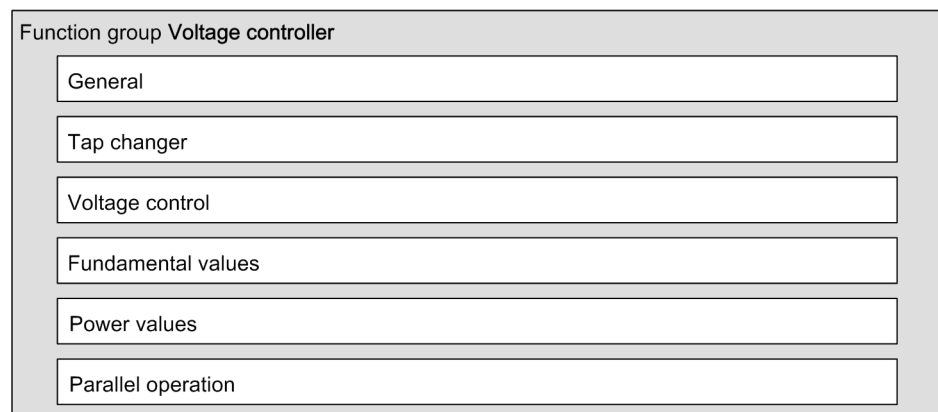 Function group Voltage controller
General
Tap changer
Voltage control
Fundamental values
Power values
Parallel operation